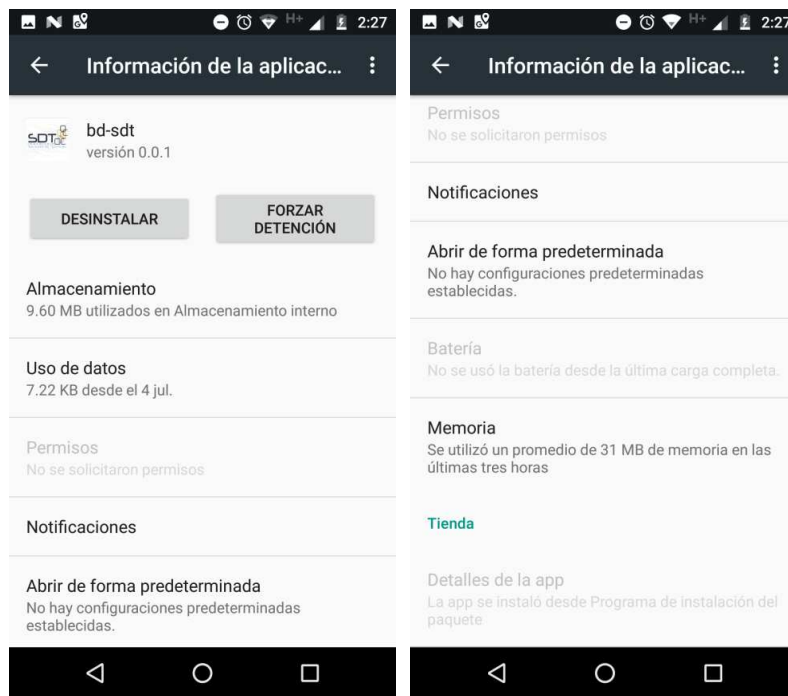 H+ 2:27
Información de la aplicac...
SDT
bd-sdt
versión 0.0.1
DESINSTALAR
FORZAR
DETENCIÓN
Almacenamiento
9.60 MB utilizados en Almacenamiento interno
Uso de datos
7.22 KB desde el 4 jul.
Permisos
No se solicitaron permisos
Notificaciones
Abrir de forma predeterminada
No hay configuraciones predeterminadas
establecidas.
H+ 2:27
Información de la aplicac...
Permisos
No se solicitaron permisos
Notificaciones
Abrir de forma predeterminada
No hay configuraciones predeterminadas
establecidas.
Batería
No se usó la batería desde la última carga completa.
Memoria
Se utilizó un promedio de 31 MB de memoria en las
últimas tres horas
Tienda
Detalles de la app
La app se instaló desde Programa de instalación del
paquete